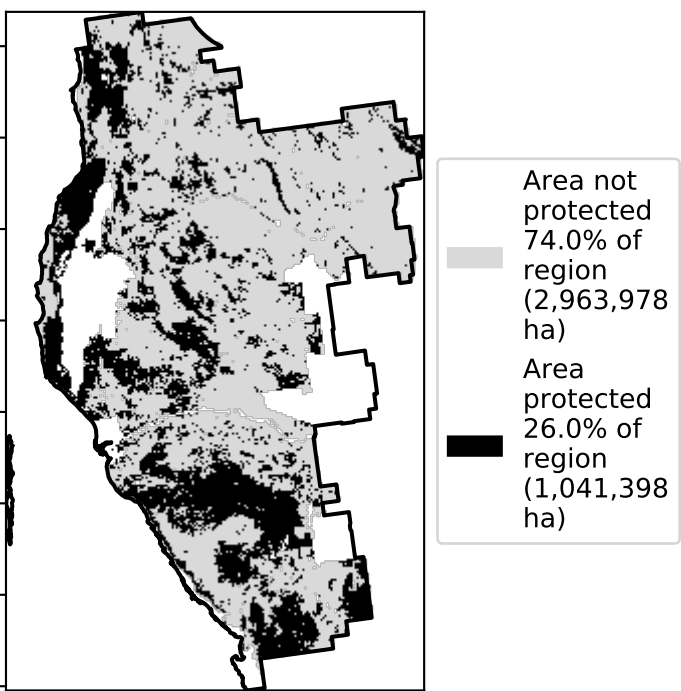 Area not
protected
74.0% of
region
(2,963,978
ha)
Area
protected
26.0% of
region
(1,041,398
ha)